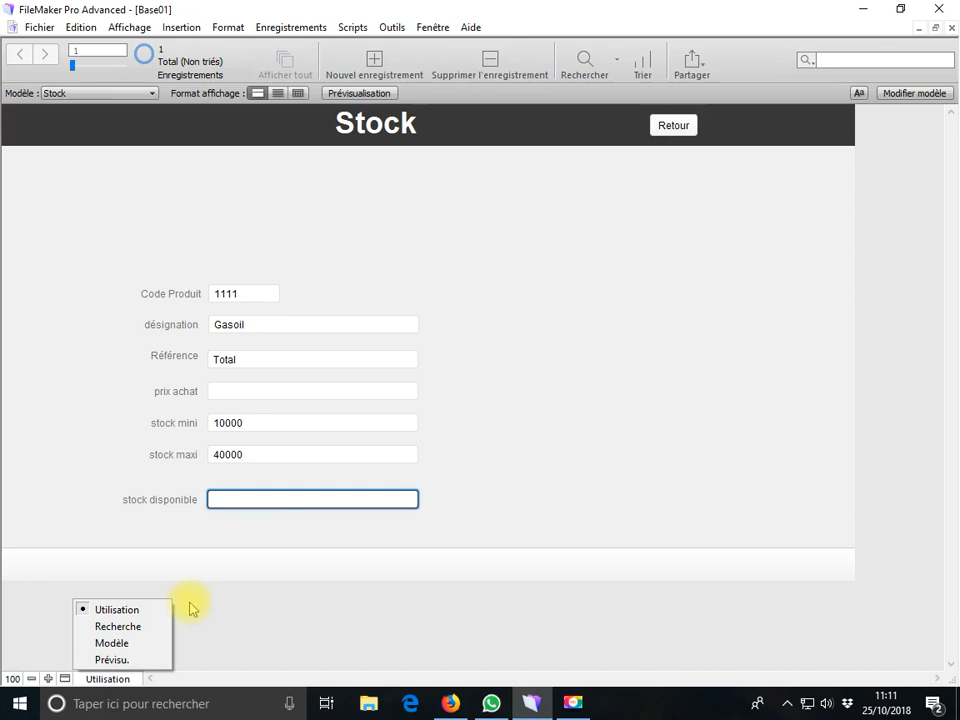 FileMaker Pro Advanced - [Base01]
Fichier Edition Affichage Insertion Format Enregistrements Scripts Outils Fenêtre Aide
1
1
Total (Non triés)
Enregistrements
Afficher tout
Nouvel enregistrement
Supprimer l'enregistrement
Rechercher
Trier
Partager
Modèle : Stock
Format affichage :
Prévisualisation
Aa
Modifier modèle
Stock
Retour
Code Produit 1111
désignation Gasoil
Référence Total
prix achat
stock mini 10000
stock maxi 40000
stock disponible
Utilisation
Recherche
Modèle
Prévisu.
100 Utilisation
Taper ici pour rechercher
11:11
25/10/2018
2